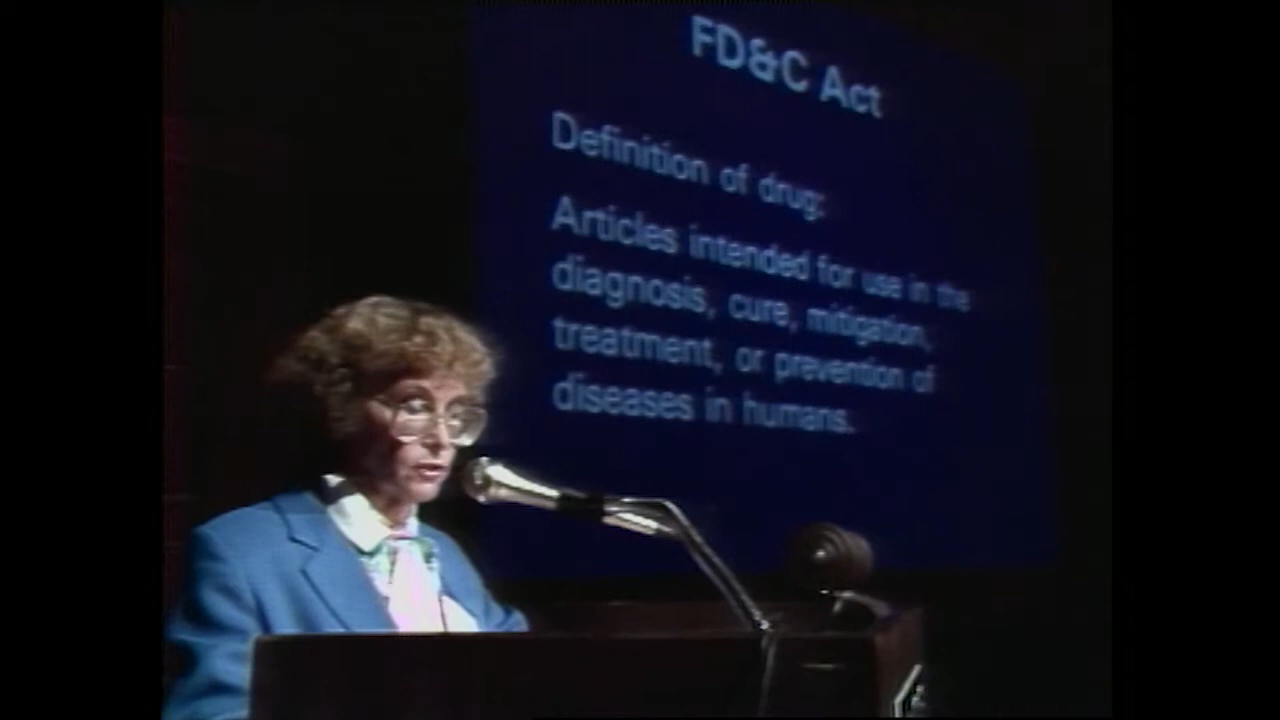 FD&C Act
Definition of drug:
Articles intended for use in the
diagnosis, cure, mitigation,
treatment, or prevention of
diseases in humans.